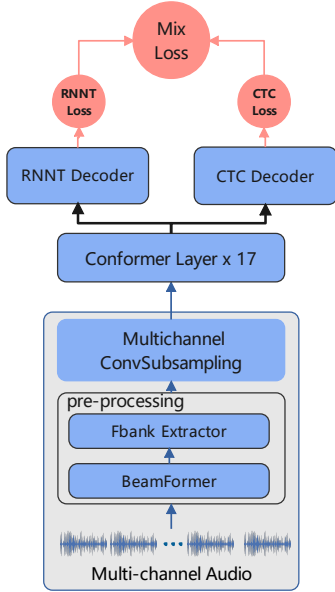 Mix
Loss
RNNT
Loss
CTC
Loss
RNNT Decoder
CTC Decoder
Conformer Layer x 17
Multichannel
ConvSubsampling
pre-processing
Fbank Extractor
BeamFormer
...
Multi-channel Audio